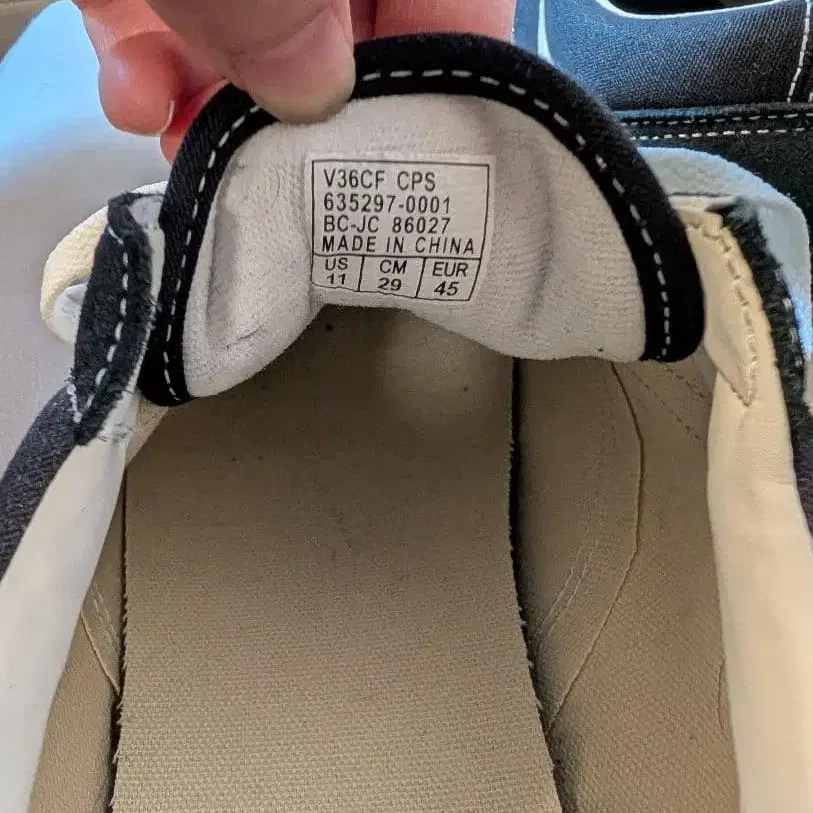 V36CF CPS
635297-0001
BC-JC 86027
MADE IN CHINA
US CM EUR
11 29 45